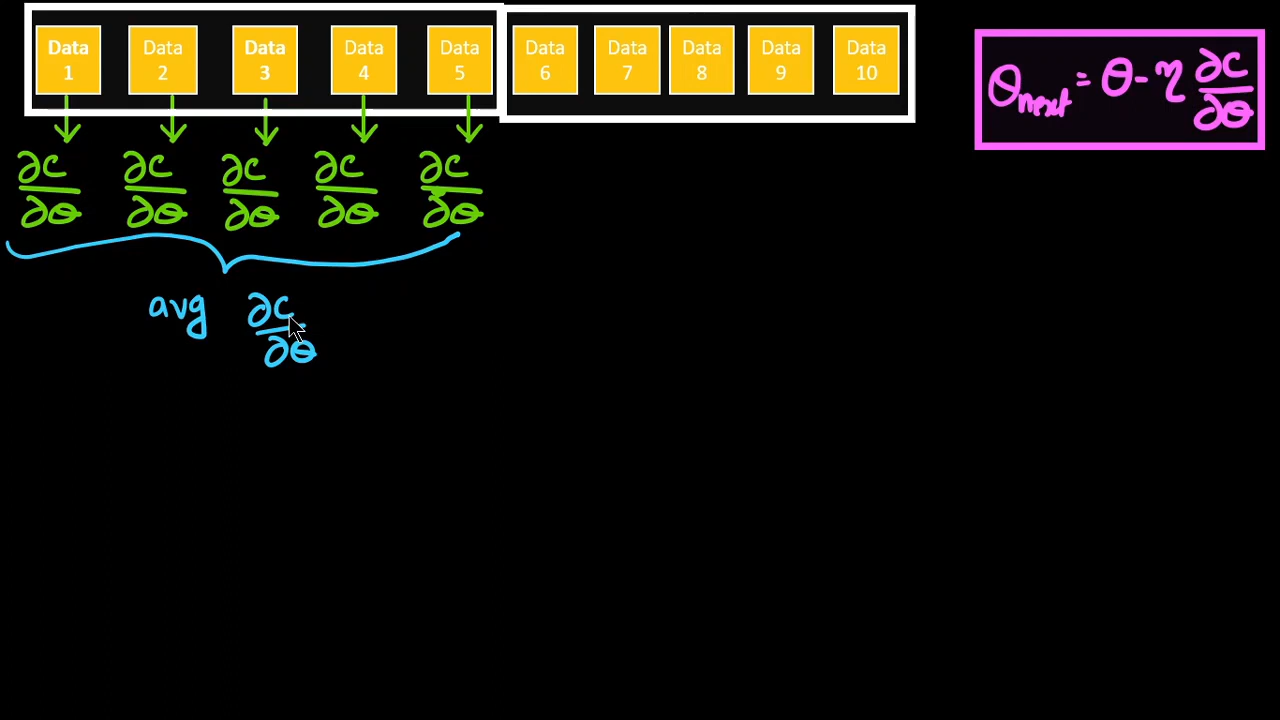 Data 1
Data 2
Data 3
Data 4
Data 5
Data 6
Data 7
Data 8
Data 9
Data 10
θnext = θ - η ∂C/∂θ
∂C/∂θ ∂C/∂θ ∂C/∂θ ∂C/∂θ ∂C/∂θ
avg ∂C/∂θ